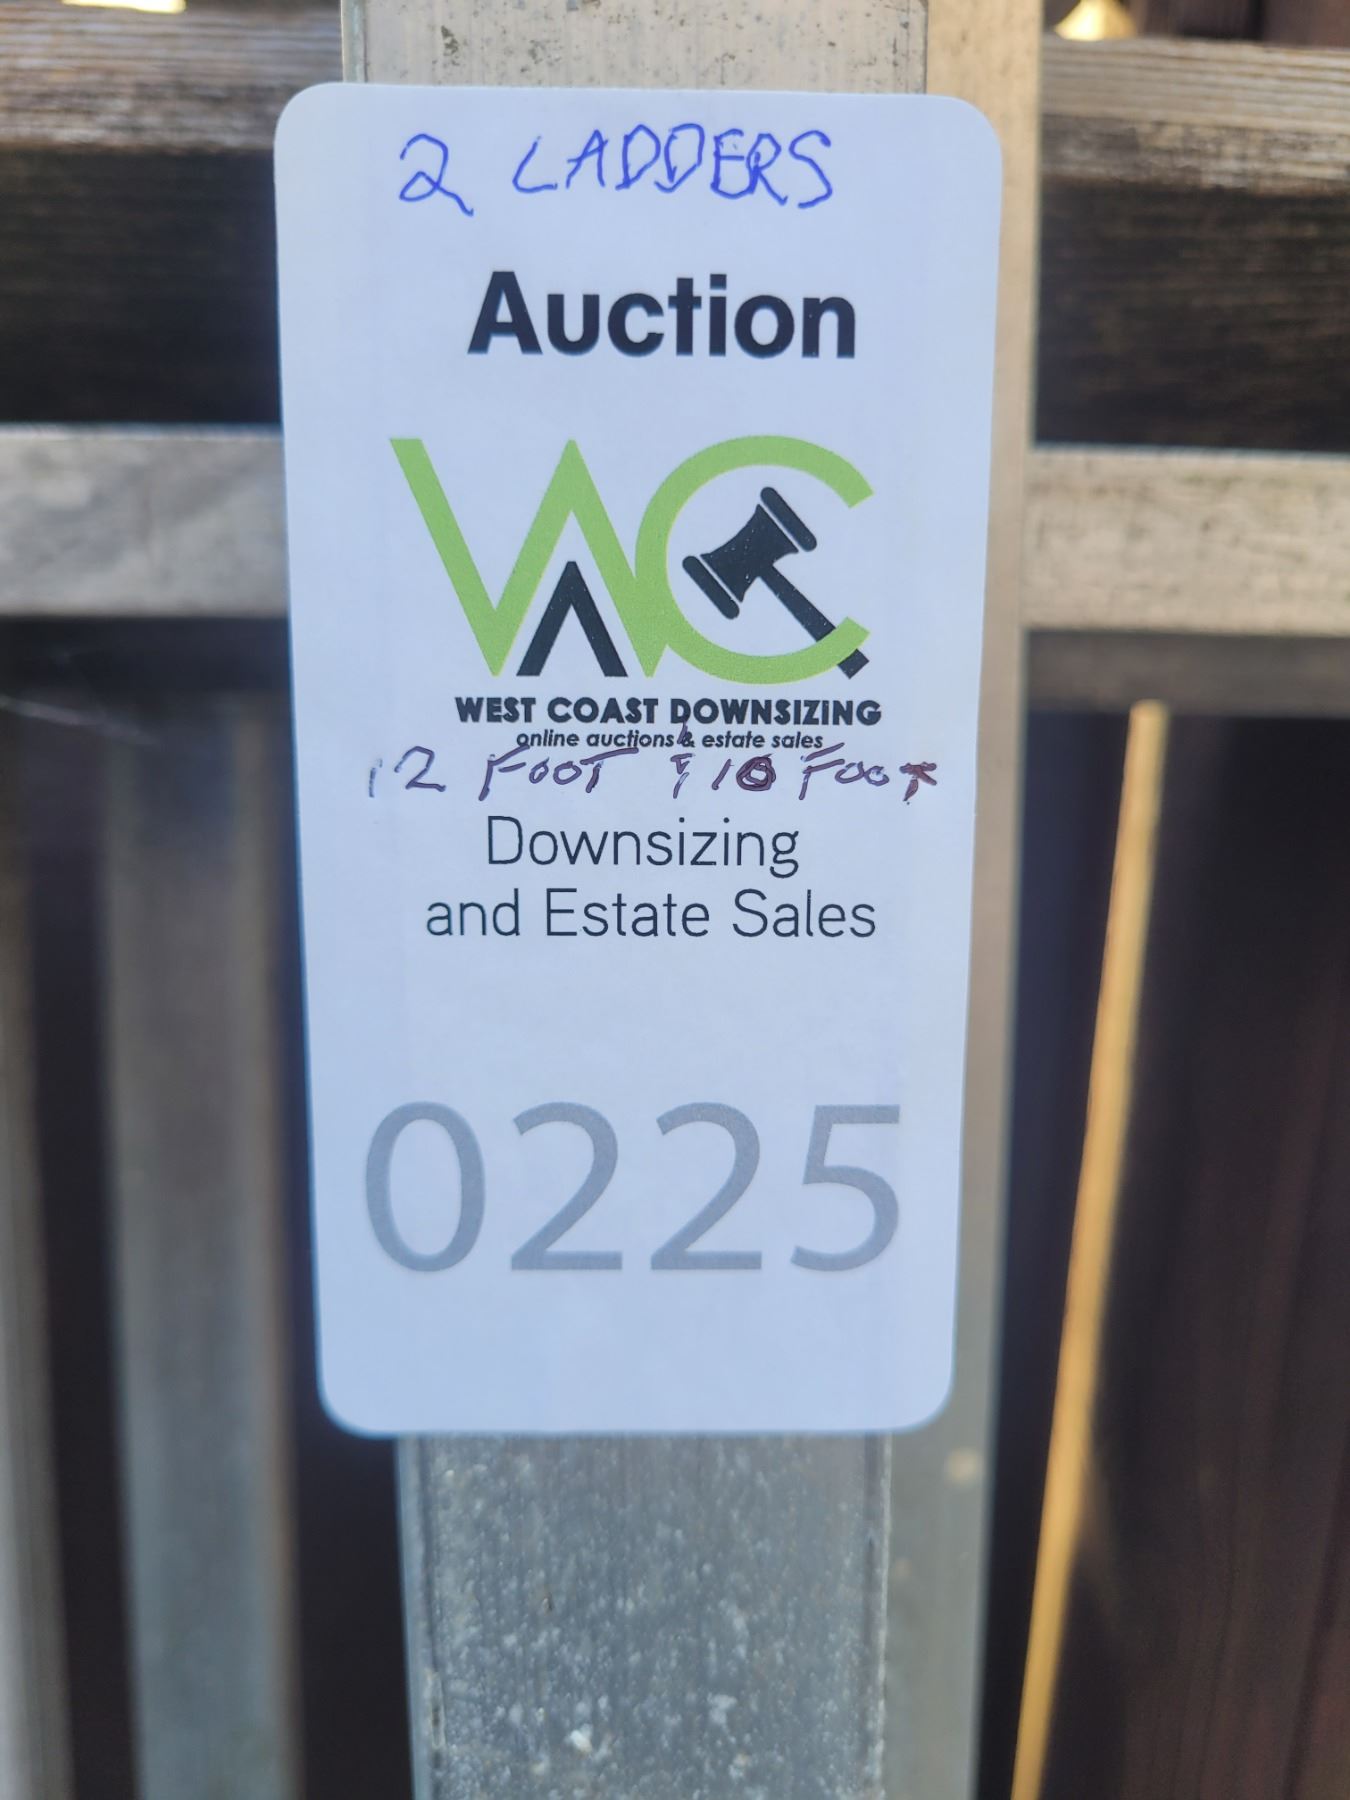 2 LADDERS
Auction
WC
WEST COAST DOWNSIZING
online auctions & estate sales
12 FOOT & 10 FOOT
Downsizing
and Estate Sales
0225